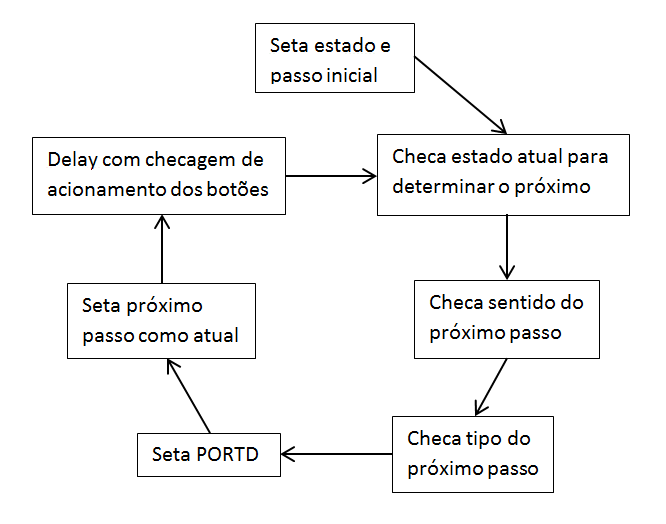 Seta estado e
passo inicial
Delay com checagem de
acionamento dos botões
Checa estado atual para
determinar o próximo
Seta próximo
passo como atual
Checa sentido do
próximo passo
Seta PORTD
Checa tipo do
próximo passo